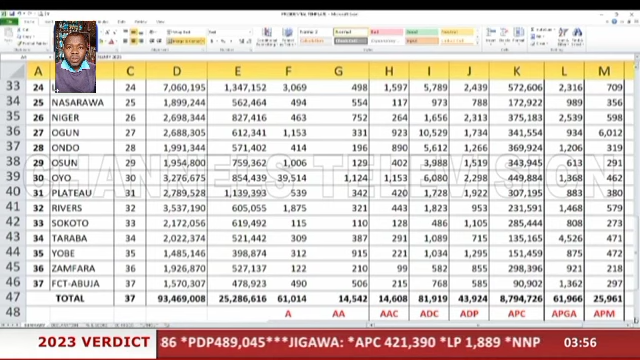 PRESIDENTIAL TEMPLATE - Microsoft Excel
A B C D E F G H I J K L M
33 24 L 24 7,060,195 1,347,152 3,069 498 1,597 5,789 2,439 572,606 2,316 709
34 25 NASARAWA 25 1,899,244 562,464 494 554 117 973 788 172,922 989 356
35 26 NIGER 26 2,698,344 827,416 463 752 264 1,656 2,313 375,183 2,539 598
36 27 OGUN 27 2,688,305 612,341 1,153 331 923 10,529 1,734 341,554 934 6,012
37 28 ONDO 28 1,991,344 571,402 414 196 890 5,612 1,266 369,924 1,206 319
38 29 OSUN 29 1,954,800 759,362 1,006 129 402 3,988 1,519 343,945 613 291
39 30 OYO 30 3,276,675 854,439 39,514 1,124 1,153 6,080 2,298 449,884 1,368 462
40 31 PLATEAU 31 2,789,528 1,139,393 539 342 420 1,728 1,922 307,195 883 380
41 32 RIVERS 32 3,537,190 605,055 1,875 321 443 1,823 953 231,591 1,468 579
42 33 SOKOTO 33 2,172,056 619,492 115 110 128 486 1,105 285,444 808 273
43 34 TARABA 34 2,022,374 521,442 309 387 291 1,089 715 135,165 4,526 471
44 35 YOBE 35 1,485,146 398,874 312 915 221 1,034 1,295 151,459 875 472
45 36 ZAMFARA 36 1,926,870 527,137 122 210 99 582 855 298,396 921 218
46 37 FCT-ABUJA 37 1,570,307 478,923 490 506 215 768 585 90,902 1,362 297
47 TOTAL 37 93,469,008 25,286,616 61,014 14,542 14,608 81,919 43,924 8,794,726 61,966 25,961
48 A AA AAC ADC ADP APC APGA APM
CHANNELS TELEVISION
2023 VERDICT 86 *PDP489,045***JIGAWA: *APC 421,390 *LP 1,889 *NNP 03:56